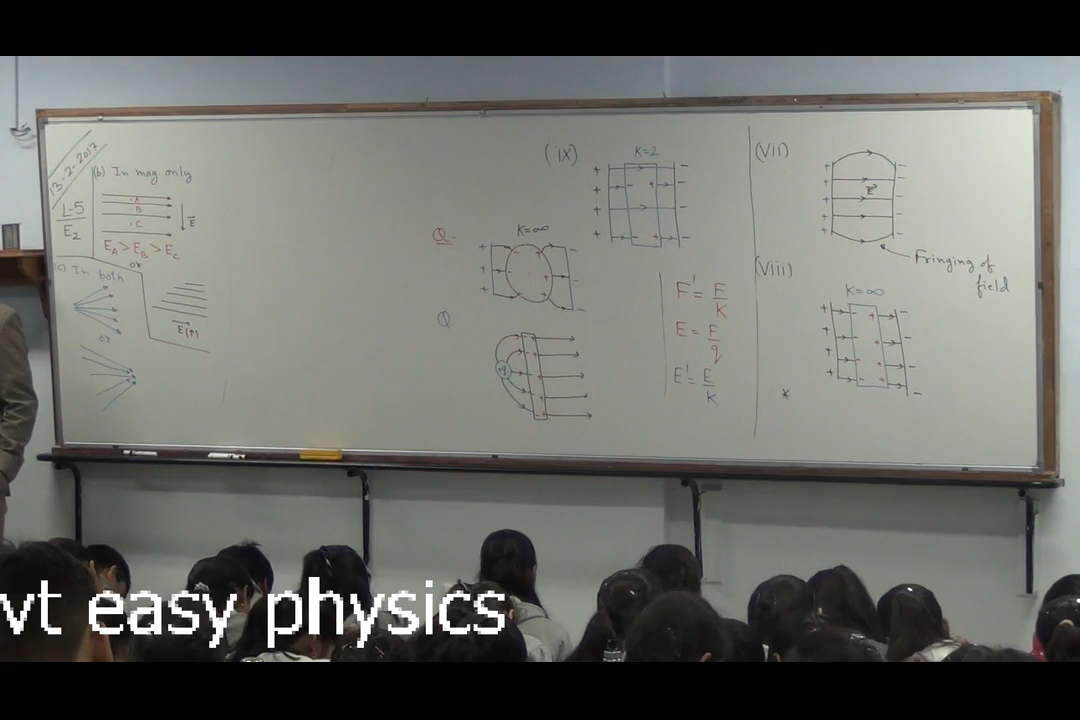 13-2-2017
L-5
E2
(b) In mag only
A
B
C
E
EA > EB > EC
or
E(↑)
(c) In both
or
(ix)
K=2
Q.
K=∞
Q
+q
F' = F/K
E = F/q
E' = E/K
(VII)
E
Fringing of
field
(Viii)
K=∞
*
vt easy physics